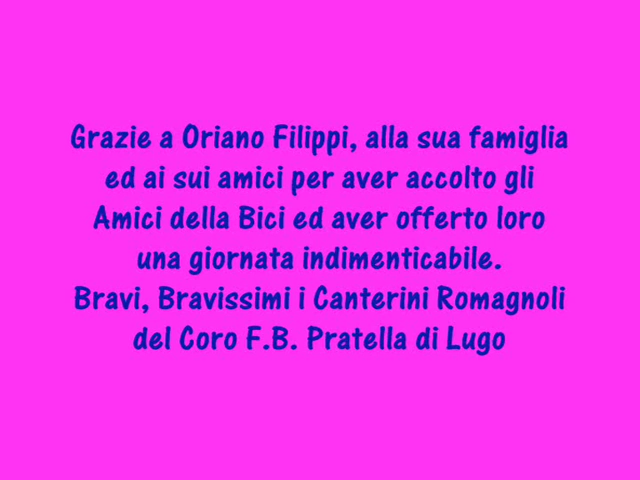 Grazie a Oriano Filippi, alla sua famiglia
ed ai sui amici per aver accolto gli
Amici della Bici ed aver offerto loro
una giornata indimenticabile.
Bravi, Bravissimi i Canterini Romagnoli
del Coro F.B. Pratella di Lugo